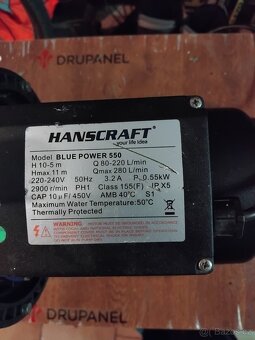 DRUPANEL
HANSCRAFT
your life idea
Model BLUE POWER 550
H 10-5 m Q 80-220 L/min
Hmax 11 m Qmax 280 L/min
220-240V 50Hz 3.2 A P₂ 0.55kW
2900 r/min PH1 Class 155(F) IP X5
CAP 10 μF/ 450V AMB 40°C S1
Maximum Water Temperature: 50°C
Thermally Protected
DRUPANEL